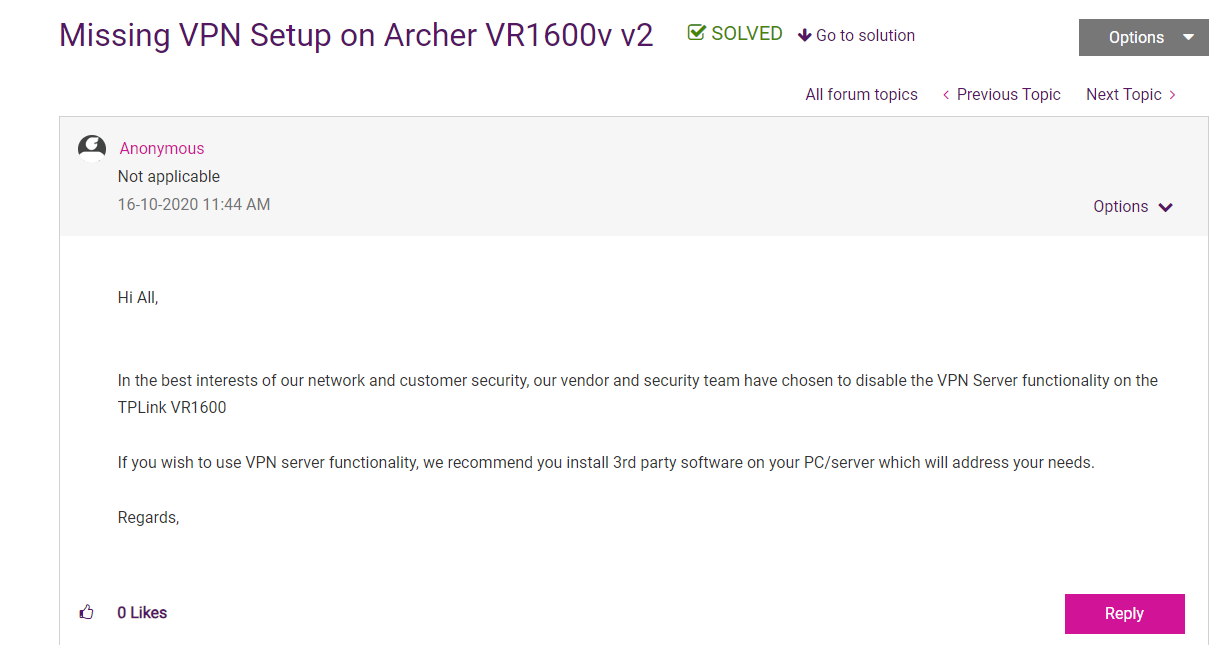 Missing VPN Setup on Archer VR1600v v2
SOLVED
Go to solution
Options
All forum topics
Previous Topic
Next Topic
Anonymous
Not applicable
16-10-2020 11:44 AM
Options
Hi All,
In the best interests of our network and customer security, our vendor and security team have chosen to disable the VPN Server functionality on the
TPLink VR1600
If you wish to use VPN server functionality, we recommend you install 3rd party software on your PC/server which will address your needs.
Regards,
0 Likes
Reply